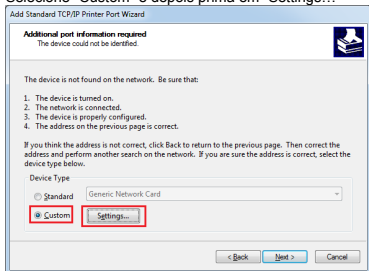 Selecione "Custom" e depois prima em "Settings…"
Add Standard TCP/IP Printer Port Wizard
Additional port information required
The device could not be identified.
The device is not found on the network. Be sure that:
1. The device is turned on.
2. The network is connected.
3. The device is properly configured.
4. The address on the previous page is correct.
If you think the address is not correct, click Back to return to the previous page. Then correct the
address and perform another search on the network. If you are sure the address is correct, select the
device type below.
Device Type
Standard
Generic Network Card
Custom
Settings...
< Back
Next >
Cancel